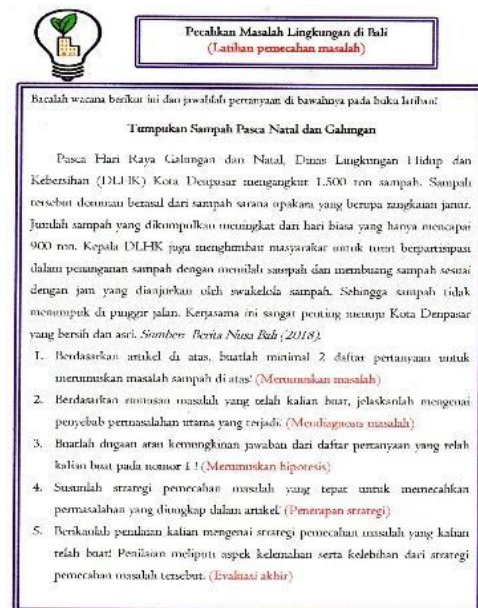 Pecahkan Masalah Lingkungan di Bali
(Latihan pemecahan masalah)
Bacalah wacana berikut ini dan jawablah pertanyaan di bawahnya pada buku latihan!
Tumpukan Sampah Pasca Natal dan Galungan
Pasca Hari Raya Galungan dan Natal, Dinas Lingkungan Hidup dan
Kebersihan (DLHK) Kota Denpasar mengangkut 1.500 ton sampah. Sampah
tersebut dominan berasal dari sampah sarana upakara yang berupa rangkaian janur.
Jumlah sampah yang dikumpulkan meningkat dari hari biasa yang hanya mencapai
900 ton. Kepala DLHK juga menghimbau masyarakat untuk turut berpartisipasi
dalam penanganan sampah dengan memilah sampah dan membuang sampah sesuai
dengan jam yang dianjurkan oleh swakelola sampah. Sehingga sampah tidak
menumpuk di pinggir jalan. Kerjasama ini sangat penting menuju Kota Denpasar
yang bersih dan asri. Sumber: Berita Nusa Bali (2018).
1. Berdasarkan artikel di atas, buatlah minimal 2 daftar pertanyaan untuk
merumuskan masalah sampah di atas! (Merumuskan masalah)
2. Berdasarkan rumusan masalah yang telah kalian buat, jelaskanlah mengenai
penyebab permasalahan utama yang terjadi. (Mendiagnosis masalah)
3. Buatlah dugaan atau kemungkinan jawaban dari daftar pertanyaan yang telah
kalian buat pada nomor 1 ! (Merumuskan hipotesis)
4. Susunlah strategi pemecahan masalah yang tepat untuk memecahkan
permasalahan yang diungkap dalam artikel! (Penerapan strategi)
5. Berikanlah penilaian kalian mengenai strategi pemecahan masalah yang kalian
telah buat! Penilaian meliputi aspek kelemahan serta kelebihan dari strategi
pemecahan masalah tersebut. (Evaluasi akhir)